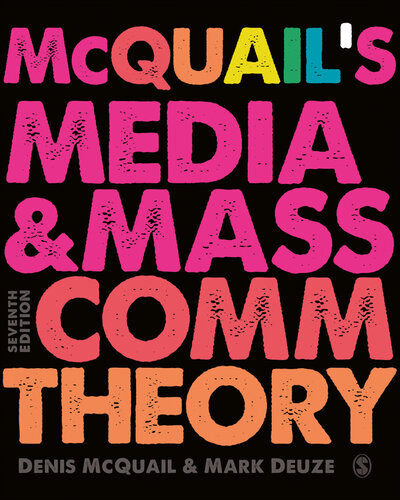 McQUAIL'S
MEDIA
&MASS
SEVENTH
EDITION
COMM
THEORY
DENIS McQUAIL & MARK DEUZE
S